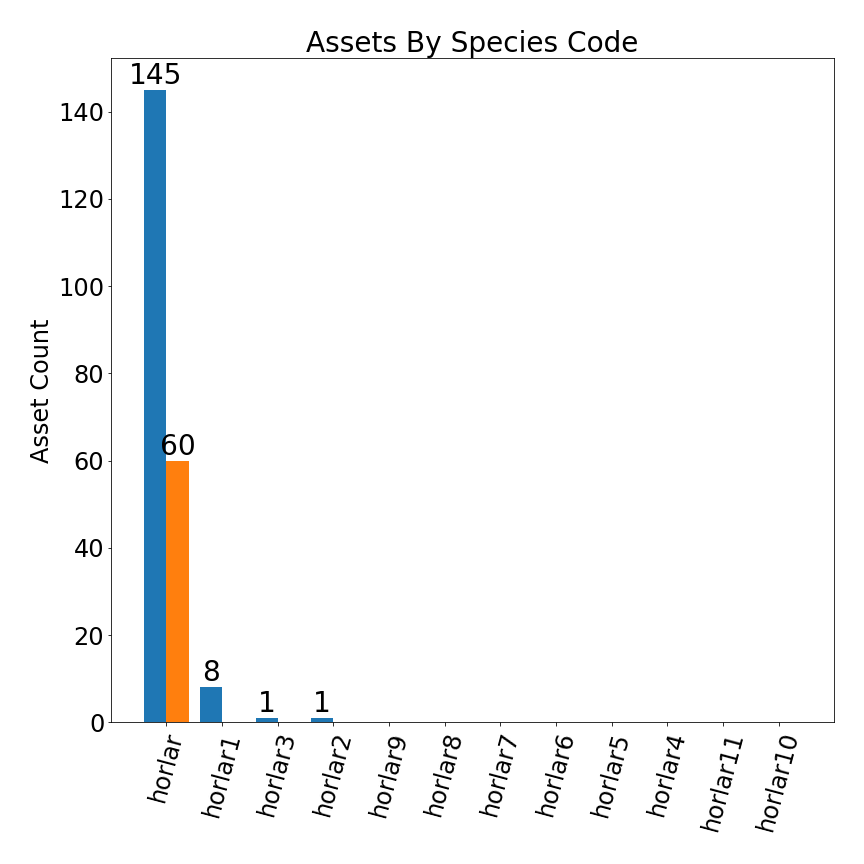 Assets By Species Code
145
140
120
100
80
60
60
40
20
0
8
1
1
Asset Count
horlar
horlar1
horlar3
horlar2
horlar9
horlar8
horlar7
horlar6
horlar5
horlar4
horlar11
horlar10